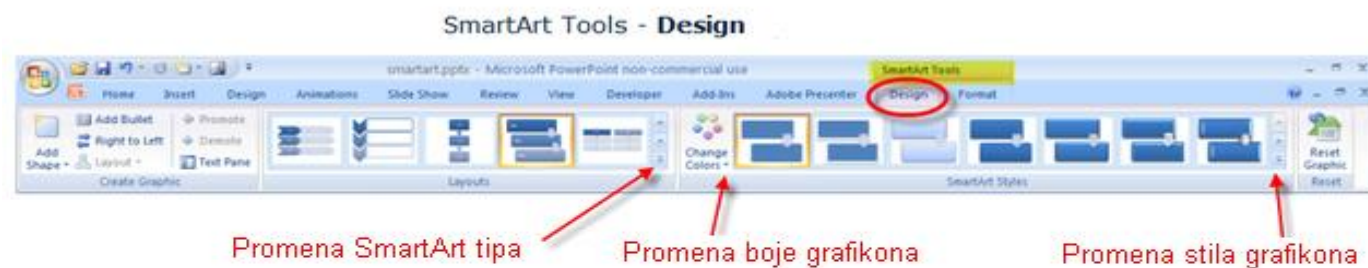 SmartArt Tools - Design
smartart.pptx - Microsoft PowerPoint non-commercial use
SmartArt Tools
Home Insert Design Animations Slide Show Review View Developer Add-Ins Adobe Presenter Design Format
Add Shape
Add Bullet
Right to Left
Layout
Promote
Demote
Text Pane
Create Graphic
Layouts
Change Colors
SmartArt Styles
Reset Graphic
Reset
Promena SmartArt tipa
Promena boje grafikona
Promena stila grafikona